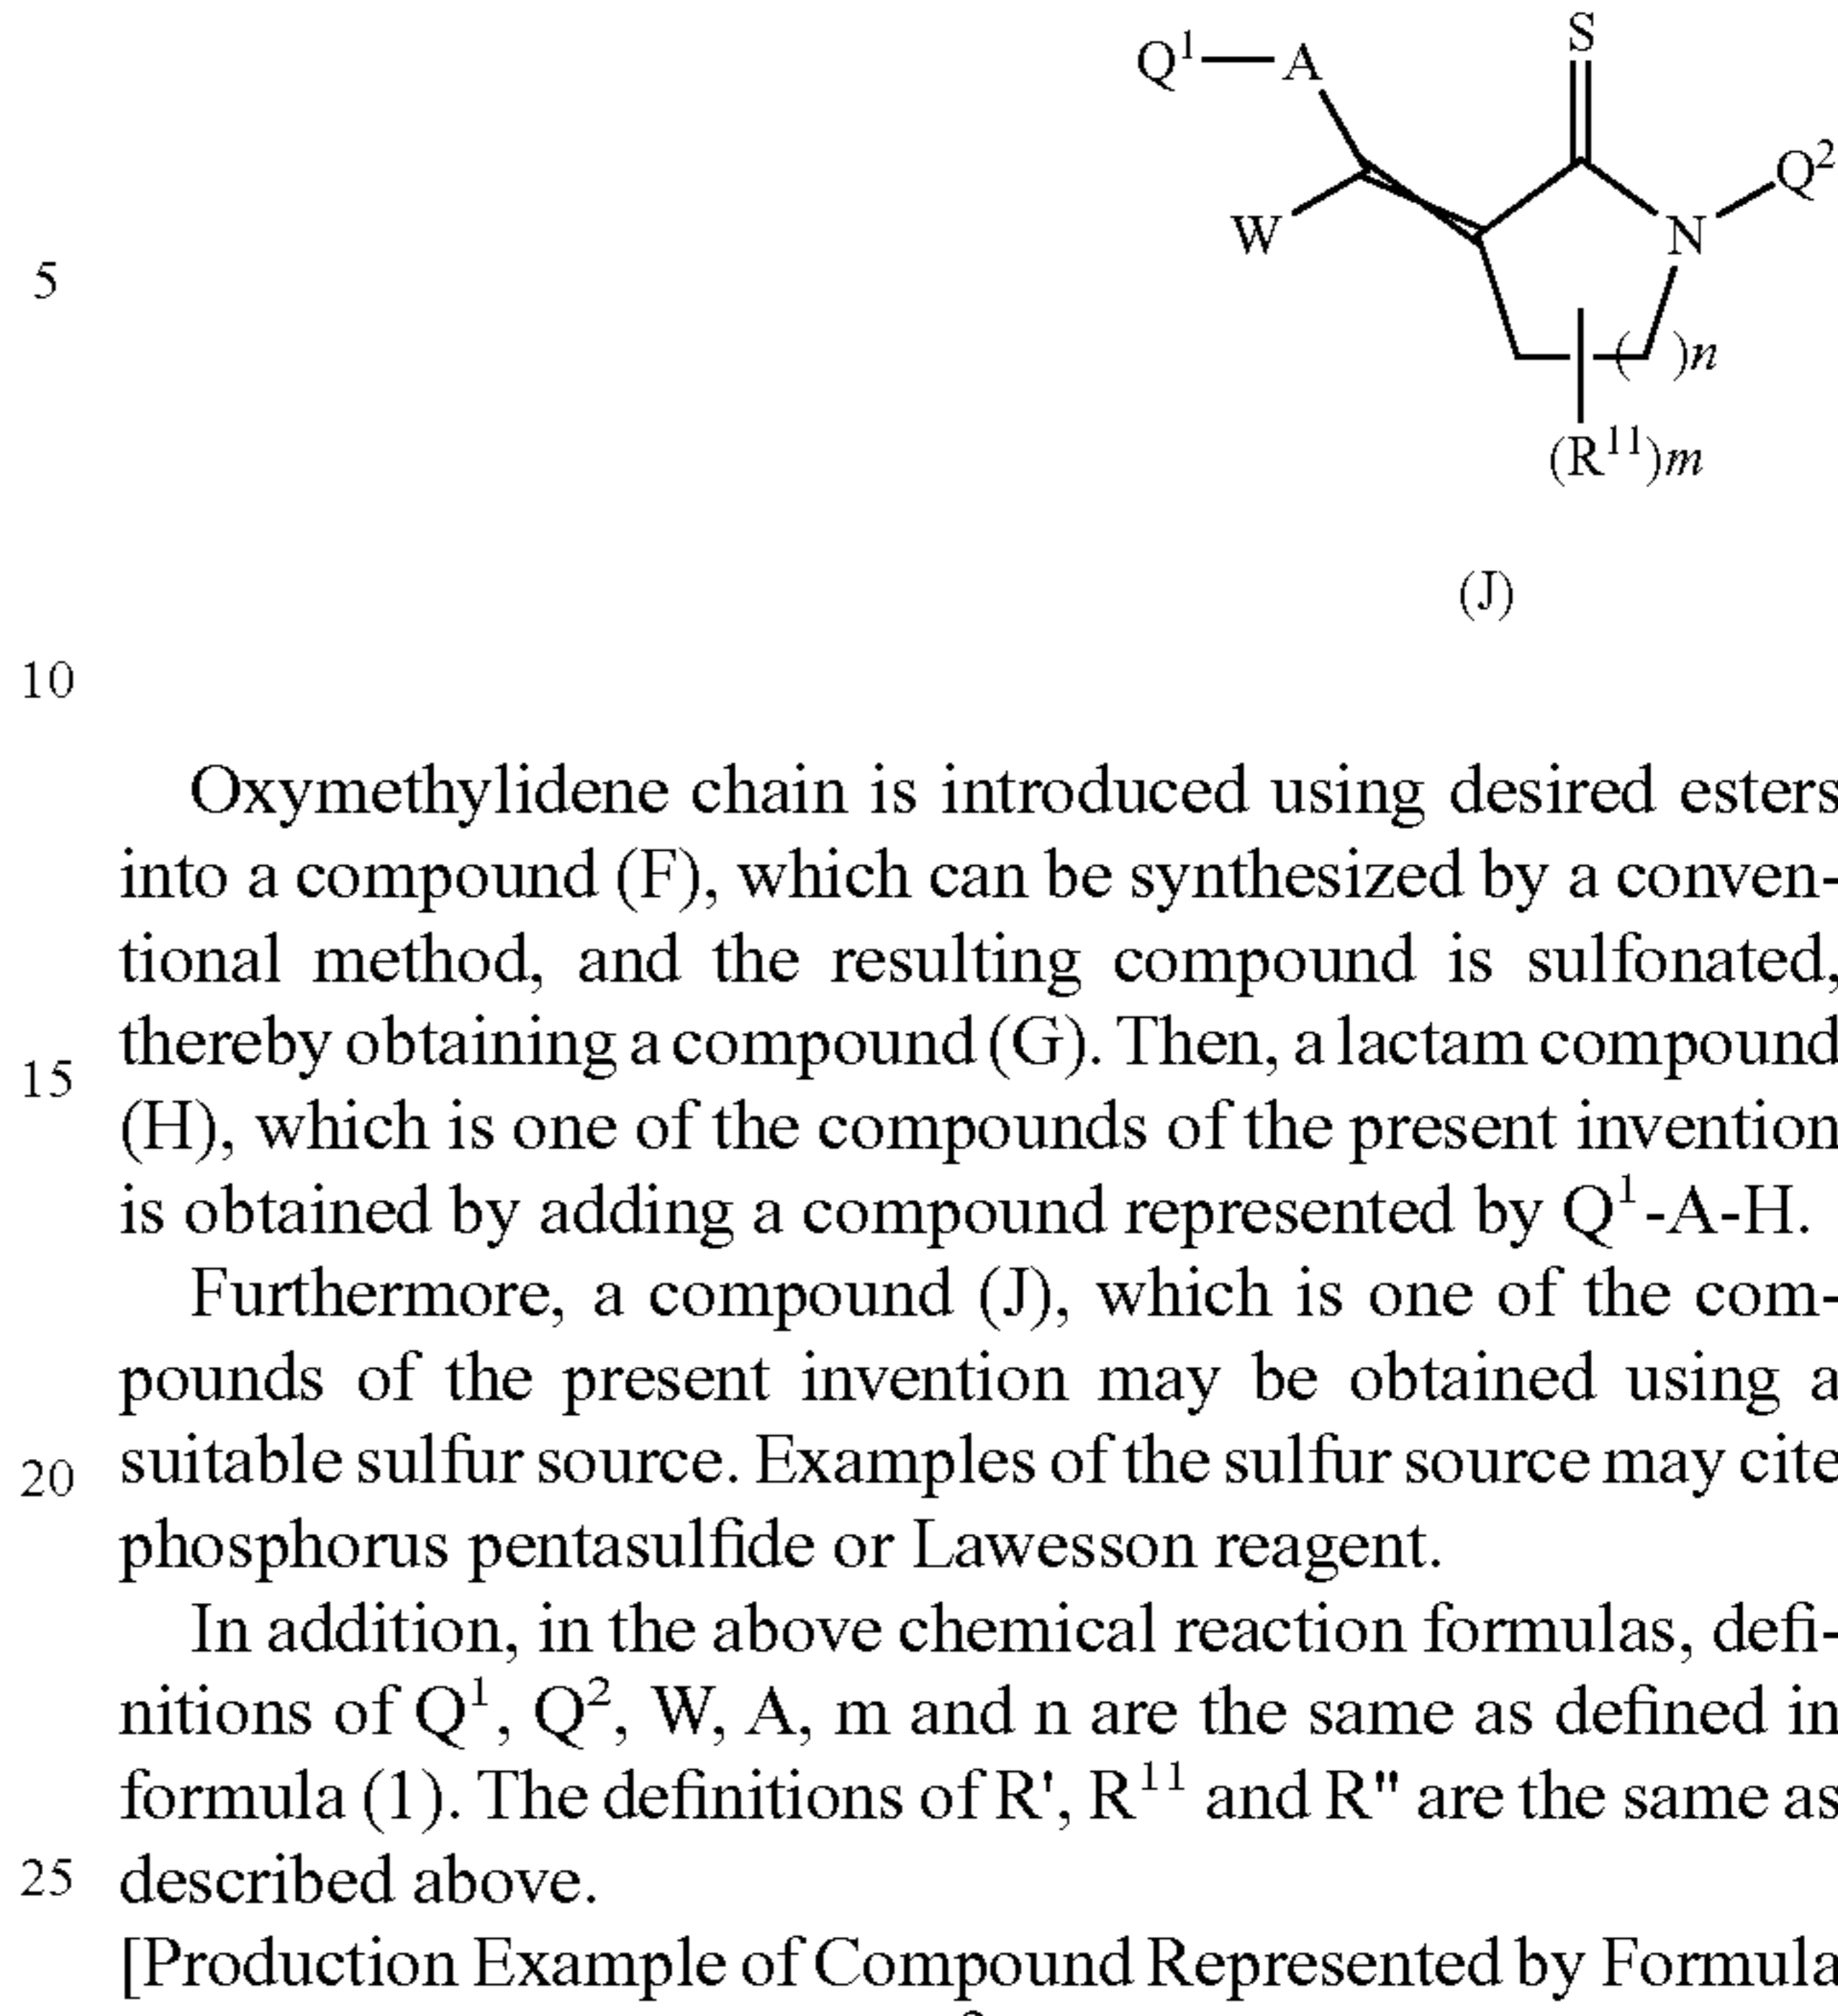 S
Q¹—A
Q²
W
N
5
( )n
(R¹¹)m
(J)
10
Oxymethylidene chain is introduced using desired esters
into a compound (F), which can be synthesized by a conven-
tional method, and the resulting compound is sulfonated,
thereby obtaining a compound (G). Then, a lactam compound
15
(H), which is one of the compounds of the present invention
is obtained by adding a compound represented by Q¹-A-H.
Furthermore, a compound (J), which is one of the com-
pounds of the present invention may be obtained using a
suitable sulfur source. Examples of the sulfur source may cite
20
phosphorus pentasulfide or Lawesson reagent.
In addition, in the above chemical reaction formulas, defi-
nitions of Q¹, Q², W, A, m and n are the same as defined in
formula (1). The definitions of R', R¹¹ and R" are the same as
25
described above.
[Production Example of Compound Represented by Formula